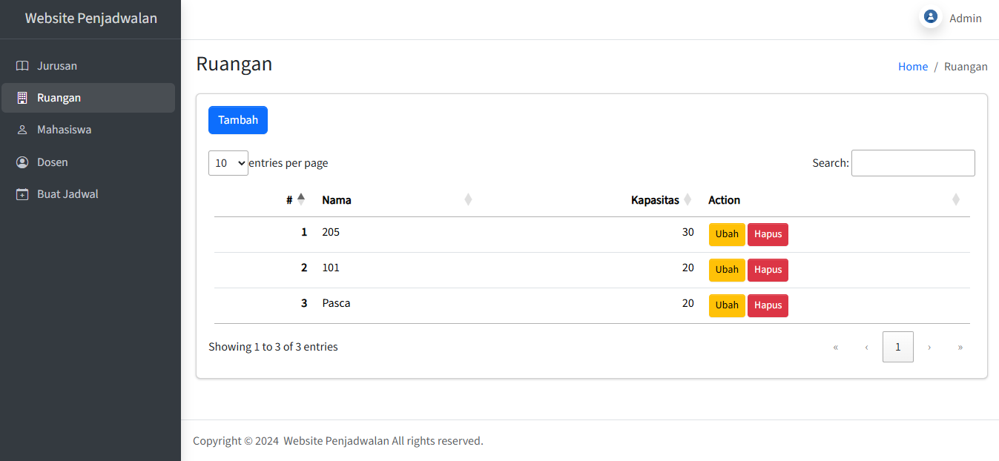 Website Penjadwalan
Admin
Jurusan
Ruangan
Mahasiswa
Dosen
Buat Jadwal
Ruangan
Home / Ruangan
Tambah
10 entries per page
Search:
# Nama Kapasitas Action
1 205 30 Ubah Hapus
2 101 20 Ubah Hapus
3 Pasca 20 Ubah Hapus
Showing 1 to 3 of 3 entries
« ‹ 1 › »
Copyright © 2024 Website Penjadwalan All rights reserved.